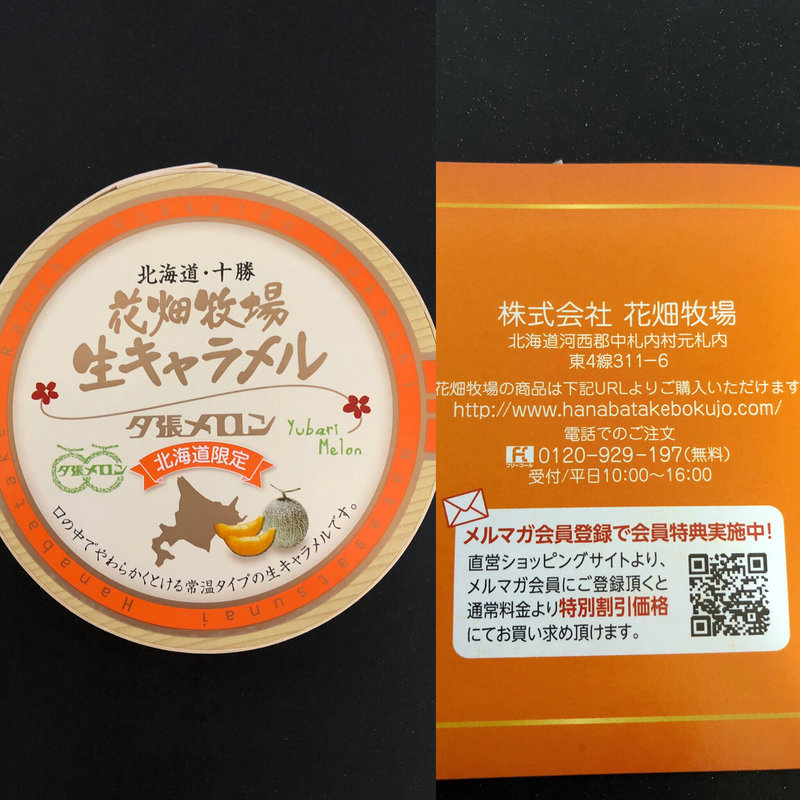 北海道・十勝
花畑牧場
生キャラメル
夕張メロン
Yubari
Melon
夕張メロン
北海道限定
口の中でやわらかくとける常温タイプの生キャラメルです。
Hanabatake
Hokkaido Tokachi
Nakasatsunai
株式会社 花畑牧場
北海道河西郡中札内村元札内
東4線311-6
花畑牧場の商品は下記URLよりご購入いただけます
http://www.hanabatakebokujo.com/
電話でのご注文
フリーコール 0120-929-197(無料)
受付/平日10:00~16:00
メルマガ会員登録で会員特典実施中!
直営ショッピングサイトより、
メルマガ会員にご登録頂くと
通常料金より特別割引価格
にてお買い求め頂けます。